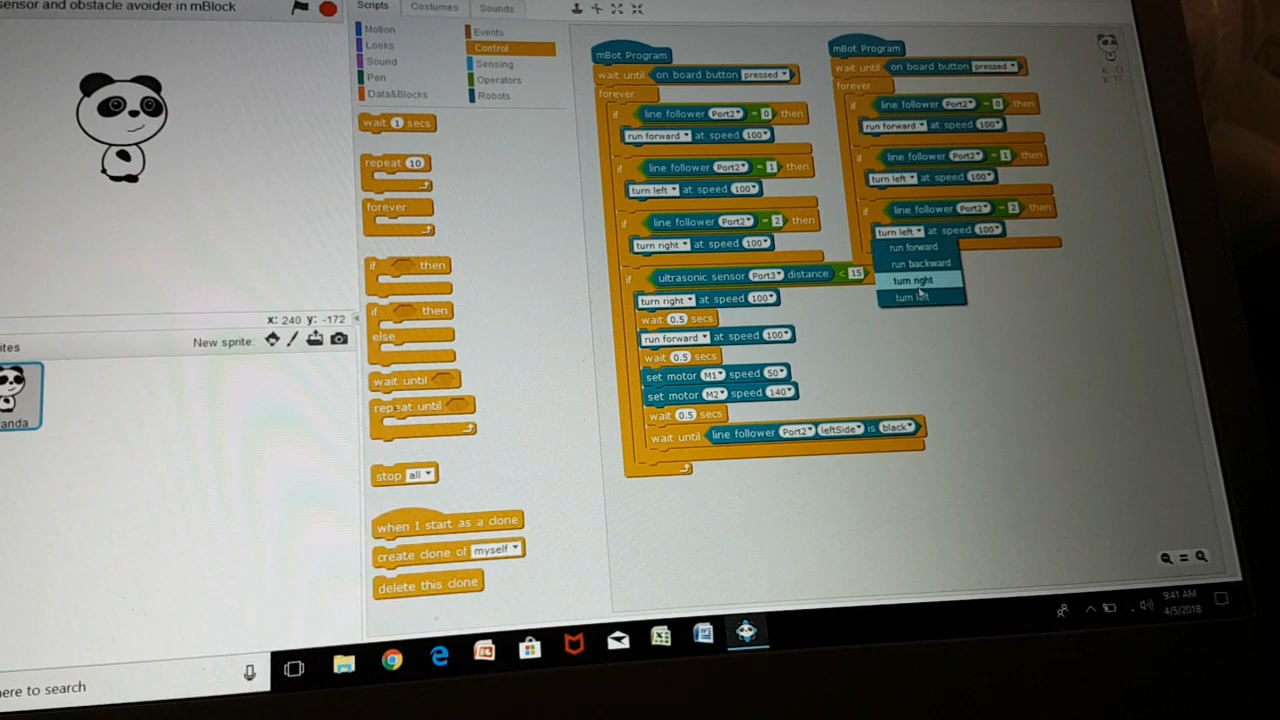 sensor and obstacle avoider in mBlock
Scripts
Costumes
Sounds
Motion
Looks
Sound
Pen
Data&Blocks
Events
Control
Sensing
Operators
Robots
wait 1 secs
repeat 10
forever
if then
if then
else
wait until
repeat until
stop all
when I start as a clone
create clone of myself
delete this clone
x: 240 y: -172
New sprite:
mBot Program
wait until on board button pressed
forever
if line follower Port2 = 0 then
run forward at speed 100
if line follower Port2 = 1 then
turn left at speed 100
if line follower Port2 = 2 then
turn right at speed 100
if ultrasonic sensor Port3 distance < 15
turn right at speed 100
wait 0.5 secs
run forward at speed 100
wait 0.5 secs
set motor M1 speed 50
set motor M2 speed 140
wait 0.5 secs
wait until line follower Port2 leftSide is black
mBot Program
wait until on board button pressed
forever
if line follower Port2 = 0 then
run forward at speed 100
if line follower Port2 = 1 then
turn left at speed 100
if line follower Port2 = 2 then
turn left at speed 100
run forward
run backward
turn right
turn left
9:41 AM
4/5/2018